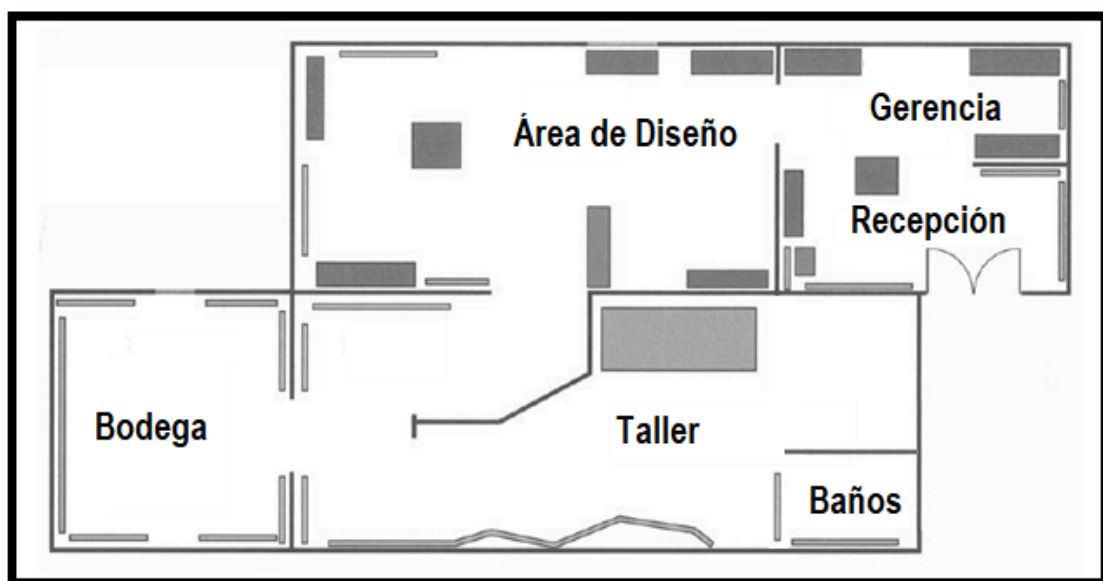 Gerencia
Área de Diseño
Recepción
Bodega
Taller
Baños